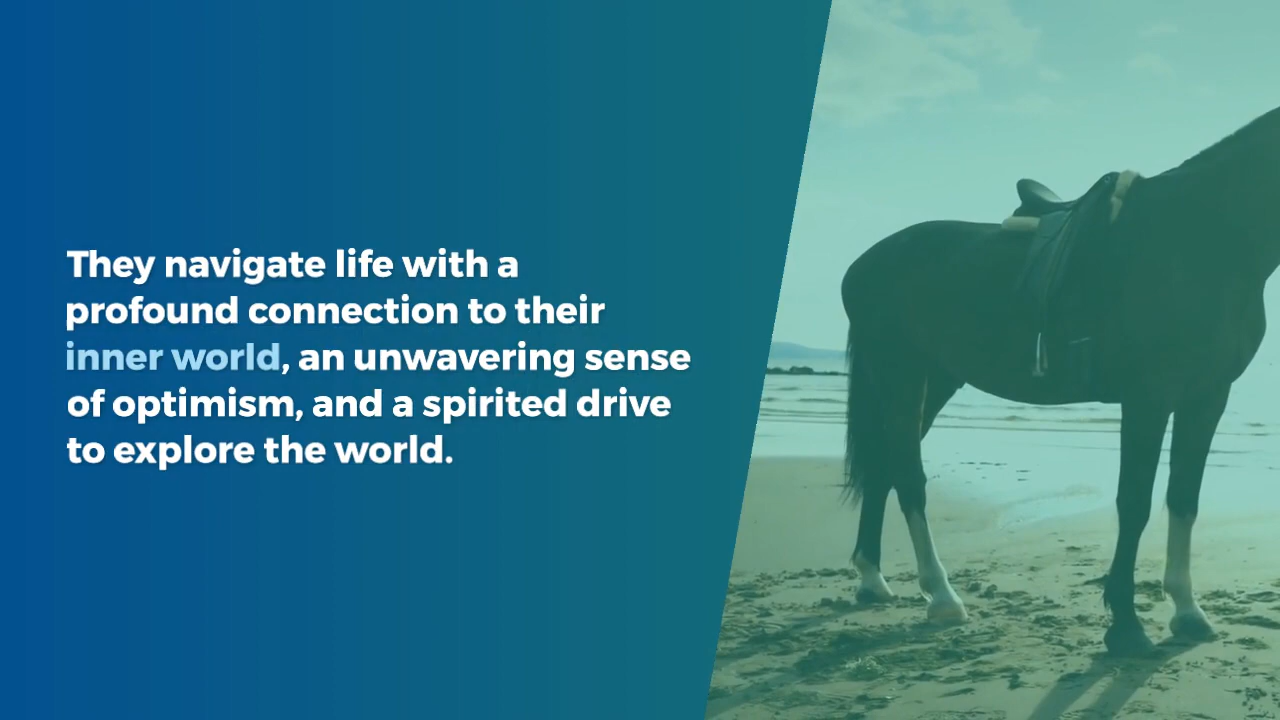 They navigate life with a
profound connection to their
inner world, an unwavering sense
of optimism, and a spirited drive
to explore the world.